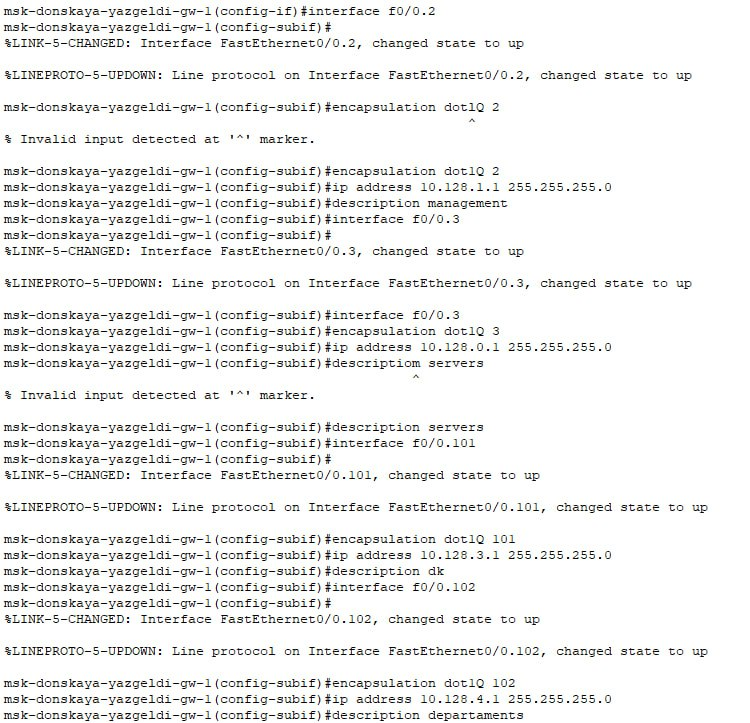 msk-donskaya-yazgeldi-gw-1(config-if)#interface f0/0.2
msk-donskaya-yazgeldi-gw-1(config-subif)#
%LINK-5-CHANGED: Interface FastEthernet0/0.2, changed state to up
%LINEPROTO-5-UPDOWN: Line protocol on Interface FastEthernet0/0.2, changed state to up
msk-donskaya-yazgeldi-gw-1(config-subif)#encapsulation dotlQ 2
^
% Invalid input detected at '^' marker.
msk-donskaya-yazgeldi-gw-1(config-subif)#encapsulation dot1Q 2
msk-donskaya-yazgeldi-gw-1(config-subif)#ip address 10.128.1.1 255.255.255.0
msk-donskaya-yazgeldi-gw-1(config-subif)#description management
msk-donskaya-yazgeldi-gw-1(config-subif)#interface f0/0.3
msk-donskaya-yazgeldi-gw-1(config-subif)#
%LINK-5-CHANGED: Interface FastEthernet0/0.3, changed state to up
%LINEPROTO-5-UPDOWN: Line protocol on Interface FastEthernet0/0.3, changed state to up
msk-donskaya-yazgeldi-gw-1(config-subif)#interface f0/0.3
msk-donskaya-yazgeldi-gw-1(config-subif)#encapsulation dot1Q 3
msk-donskaya-yazgeldi-gw-1(config-subif)#ip address 10.128.0.1 255.255.255.0
msk-donskaya-yazgeldi-gw-1(config-subif)#descriptiom servers
^
% Invalid input detected at '^' marker.
msk-donskaya-yazgeldi-gw-1(config-subif)#description servers
msk-donskaya-yazgeldi-gw-1(config-subif)#interface f0/0.101
msk-donskaya-yazgeldi-gw-1(config-subif)#
%LINK-5-CHANGED: Interface FastEthernet0/0.101, changed state to up
%LINEPROTO-5-UPDOWN: Line protocol on Interface FastEthernet0/0.101, changed state to up
msk-donskaya-yazgeldi-gw-1(config-subif)#encapsulation dot1Q 101
msk-donskaya-yazgeldi-gw-1(config-subif)#ip address 10.128.3.1 255.255.255.0
msk-donskaya-yazgeldi-gw-1(config-subif)#description dk
msk-donskaya-yazgeldi-gw-1(config-subif)#interface f0/0.102
msk-donskaya-yazgeldi-gw-1(config-subif)#
%LINK-5-CHANGED: Interface FastEthernet0/0.102, changed state to up
%LINEPROTO-5-UPDOWN: Line protocol on Interface FastEthernet0/0.102, changed state to up
msk-donskaya-yazgeldi-gw-1(config-subif)#encapsulation dot1Q 102
msk-donskaya-yazgeldi-gw-1(config-subif)#ip address 10.128.4.1 255.255.255.0
msk-donskaya-yazgeldi-gw-1(config-subif)#description departaments